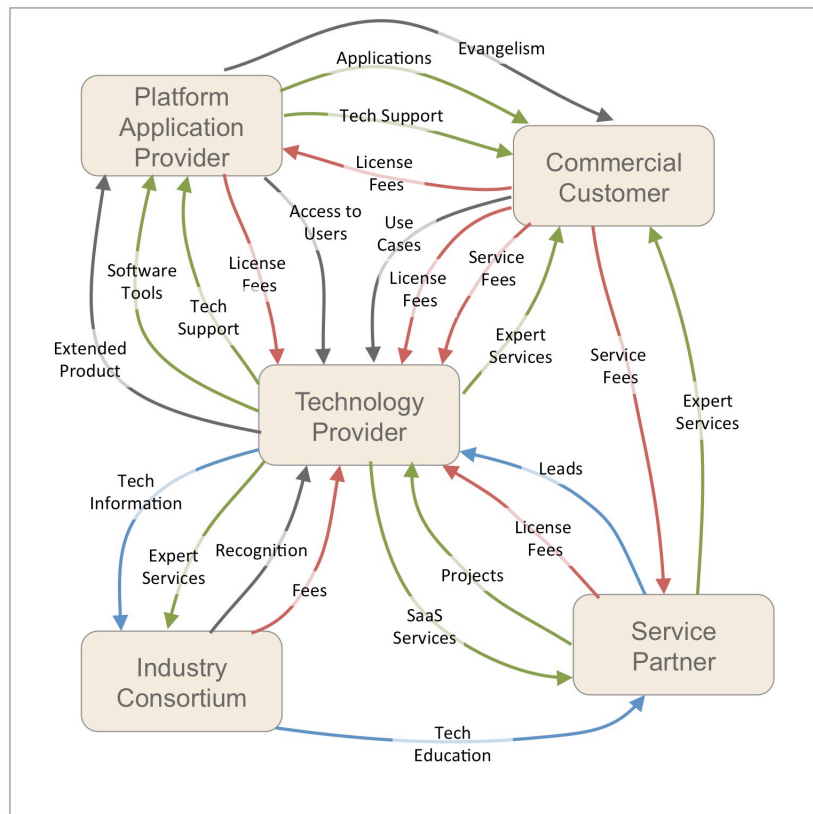 Evangelism
Applications
Platform
Application
Provider
Tech Support
Commercial
Customer
License
Fees
Access to
Users
Use
Cases
License
Fees
Service
Fees
License
Fees
Software
Tools
Tech
Support
Extended
Product
Expert
Services
Service
Fees
Expert
Services
Technology
Provider
Leads
Tech
Information
License
Fees
Recognition
Expert
Services
Fees
Projects
SaaS
Services
Service
Partner
Industry
Consortium
Tech
Education